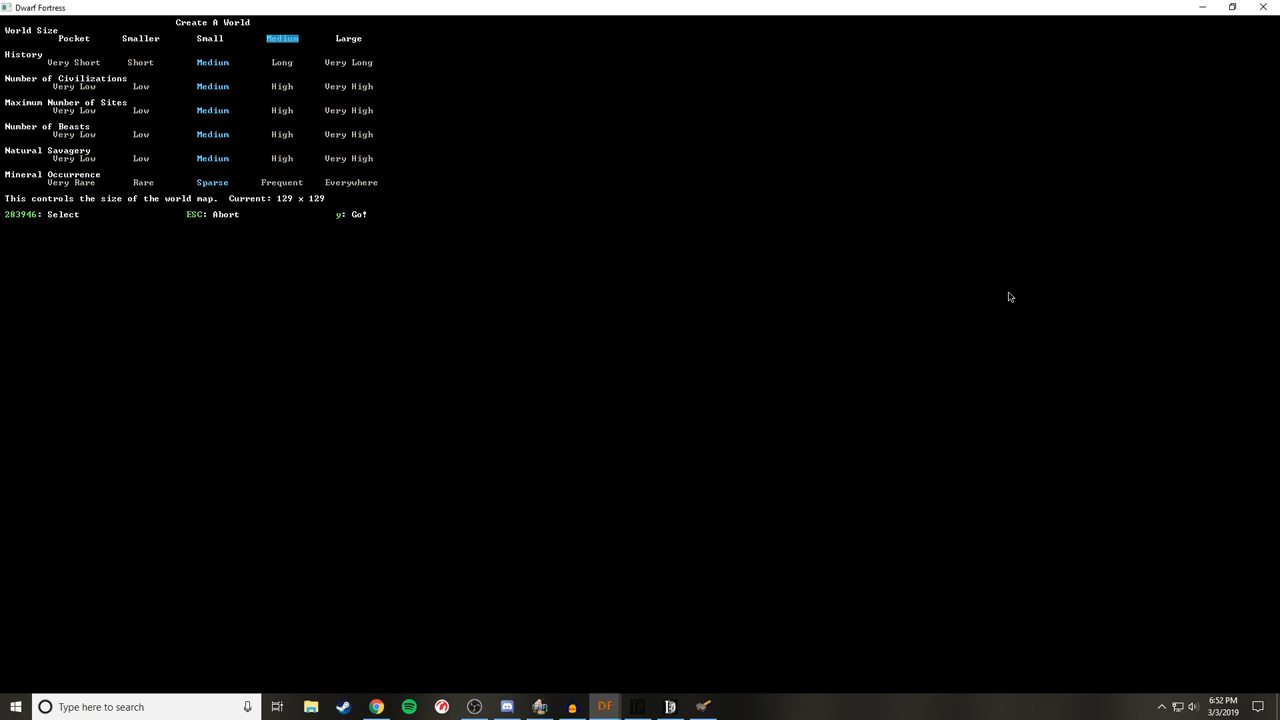 Dwarf Fortress
Create A World
World Size
Pocket Smaller Small Medium Large
History
Very Short Short Medium Long Very Long
Number of Civilizations
Very Low Low Medium High Very High
Maximum Number of Sites
Very Low Low Medium High Very High
Number of Beasts
Very Low Low Medium High Very High
Natural Savagery
Very Low Low Medium High Very High
Mineral Occurrence
Very Rare Rare Sparse Frequent Everywhere
This controls the size of the world map. Current: 129 x 129
283946: Select ESC: Abort y: Go!
Type here to search
DF
6:52 PM
3/3/2019